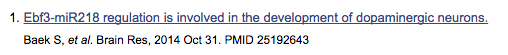 1. Ebf3-miR218 regulation is involved in the development of dopaminergic neurons.
Baek S, et al. Brain Res, 2014 Oct 31. PMID 25192643